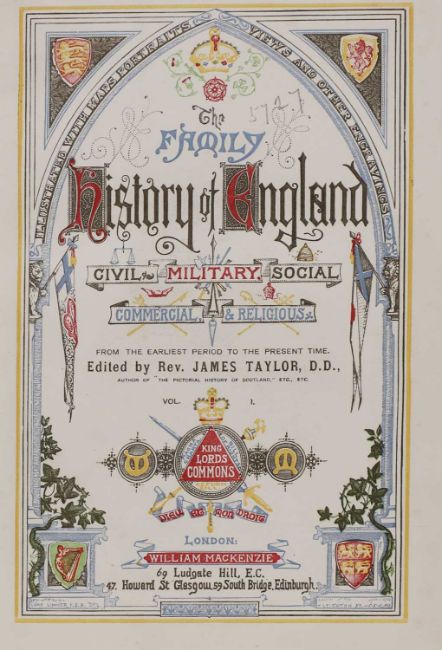 ILLUSTRATED WITH MAPS PORTRAITS VIEWS AND OTHER ENGRAVINGS
The
5727
FAMILY
History of England
CIVIL, MILITARY, SOCIAL
COMMERCIAL, & RELIGIOUS
FROM THE EARLIEST PERIOD TO THE PRESENT TIME.
Edited by Rev. JAMES TAYLOR, D.D.,
AUTHOR OF "THE PICTORIAL HISTORY OF SCOTLAND," ETC., ETC.
VOL. I.
KING
LORDS
COMMONS
DIEU ET MON DROIT
LONDON:
WILLIAM MACKENZIE
69 Ludgate Hill, E.C.
47, Howard St Glasgow, 59 South Bridge, Edinburgh.